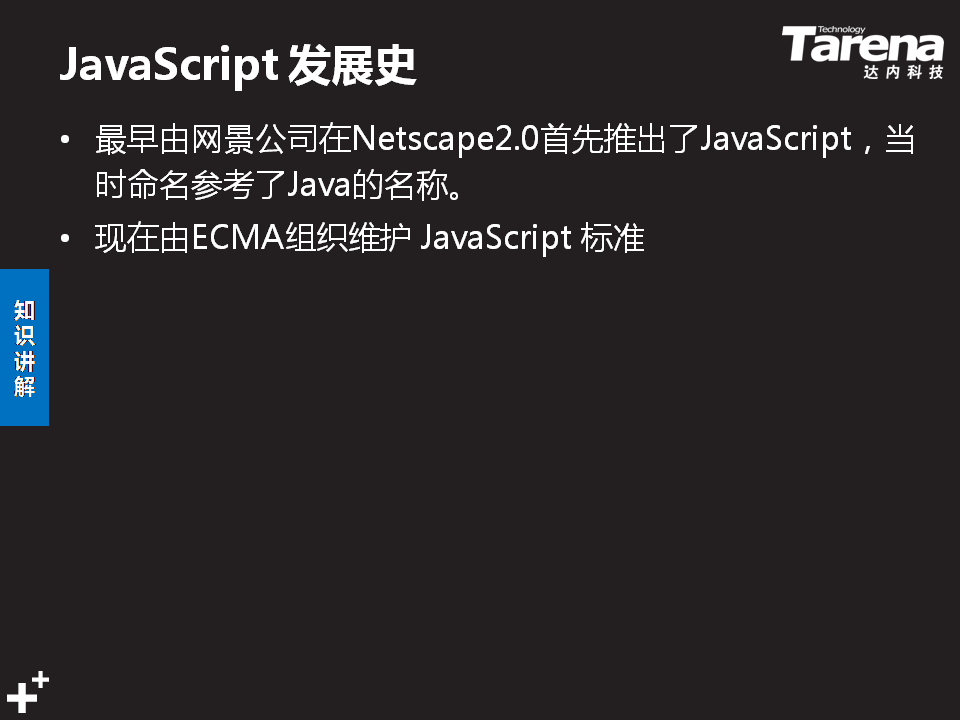 JavaScript 发展史
Technology
Tarena
达内科技
• 最早由网景公司在Netscape2.0首先推出了JavaScript，当
时命名参考了Java的名称。
• 现在由ECMA组织维护 JavaScript 标准
知
识
讲
解